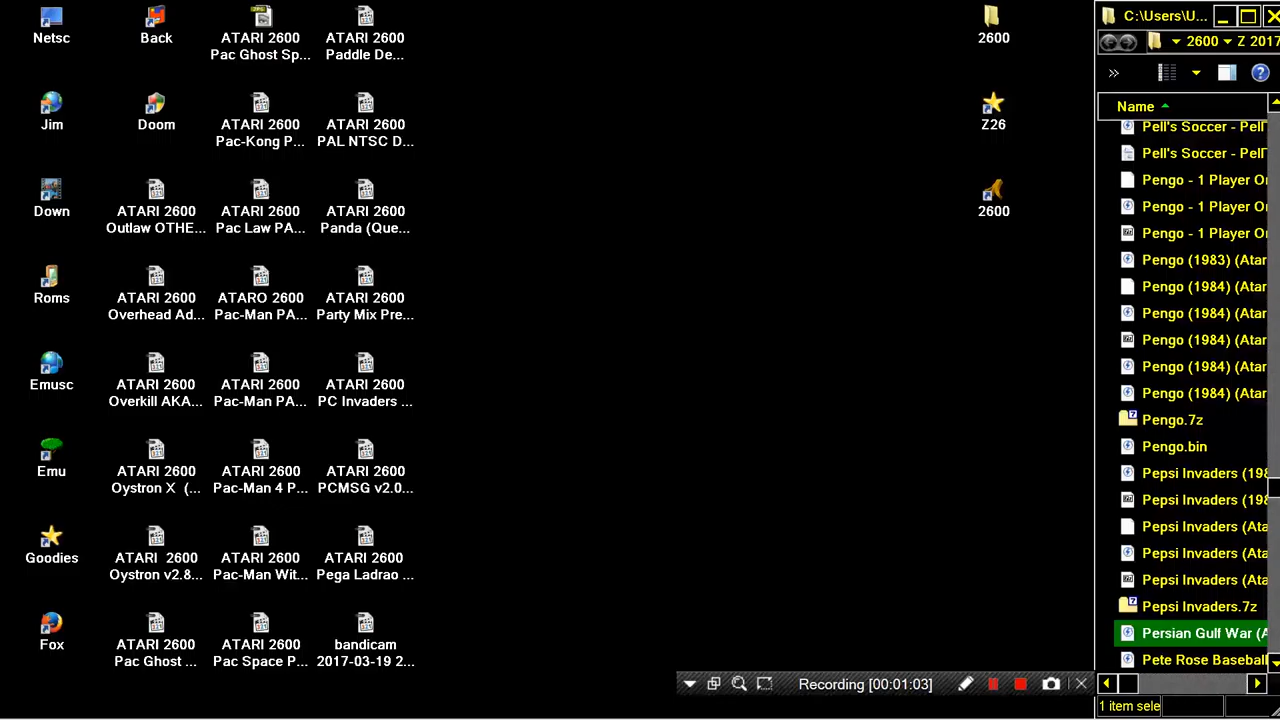 Netsc
Back
ATARI 2600
Pac Ghost Sp...
ATARI 2600
Paddle De...
Jim
Doom
ATARI 2600
Pac-Kong P...
ATARI 2600
PAL NTSC D...
Down
ATARI 2600
Outlaw OTHE...
ATARI 2600
Pac Law PA...
ATARI 2600
Panda (Que...
Roms
ATARI 2600
Overhead Ad...
ATARO 2600
Pac-Man PA...
ATARI 2600
Party Mix Pre...
Emusc
ATARI 2600
Overkill AKA...
ATARI 2600
Pac-Man PA...
ATARI 2600
PC Invaders ...
Emu
ATARI 2600
Oystron X (...
ATARI 2600
Pac-Man 4 P...
ATARI 2600
PCMSG v2.0...
Goodies
ATARI 2600
Oystron v2.8...
ATARI 2600
Pac-Man Wit...
ATARI 2600
Pega Ladrao ...
Fox
ATARI 2600
Pac Ghost ...
ATARI 2600
Pac Space P...
bandicam
2017-03-19 2...
2600
Z26
2600
C:\Users\U...
2600 Z 2017
»
Name
Pell's Soccer - Pell
Pell's Soccer - Pell
Pengo - 1 Player On
Pengo - 1 Player On
Pengo - 1 Player On
Pengo (1983) (Atar
Pengo (1984) (Atar
Pengo (1984) (Atar
Pengo (1984) (Atar
Pengo (1984) (Atar
Pengo (1984) (Atar
Pengo.7z
Pengo.bin
Pepsi Invaders (198
Pepsi Invaders (198
Pepsi Invaders (Ata
Pepsi Invaders (Ata
Pepsi Invaders (Ata
Pepsi Invaders.7z
Persian Gulf War (A
Pete Rose Baseball
1 item sele
Recording [00:01:03]